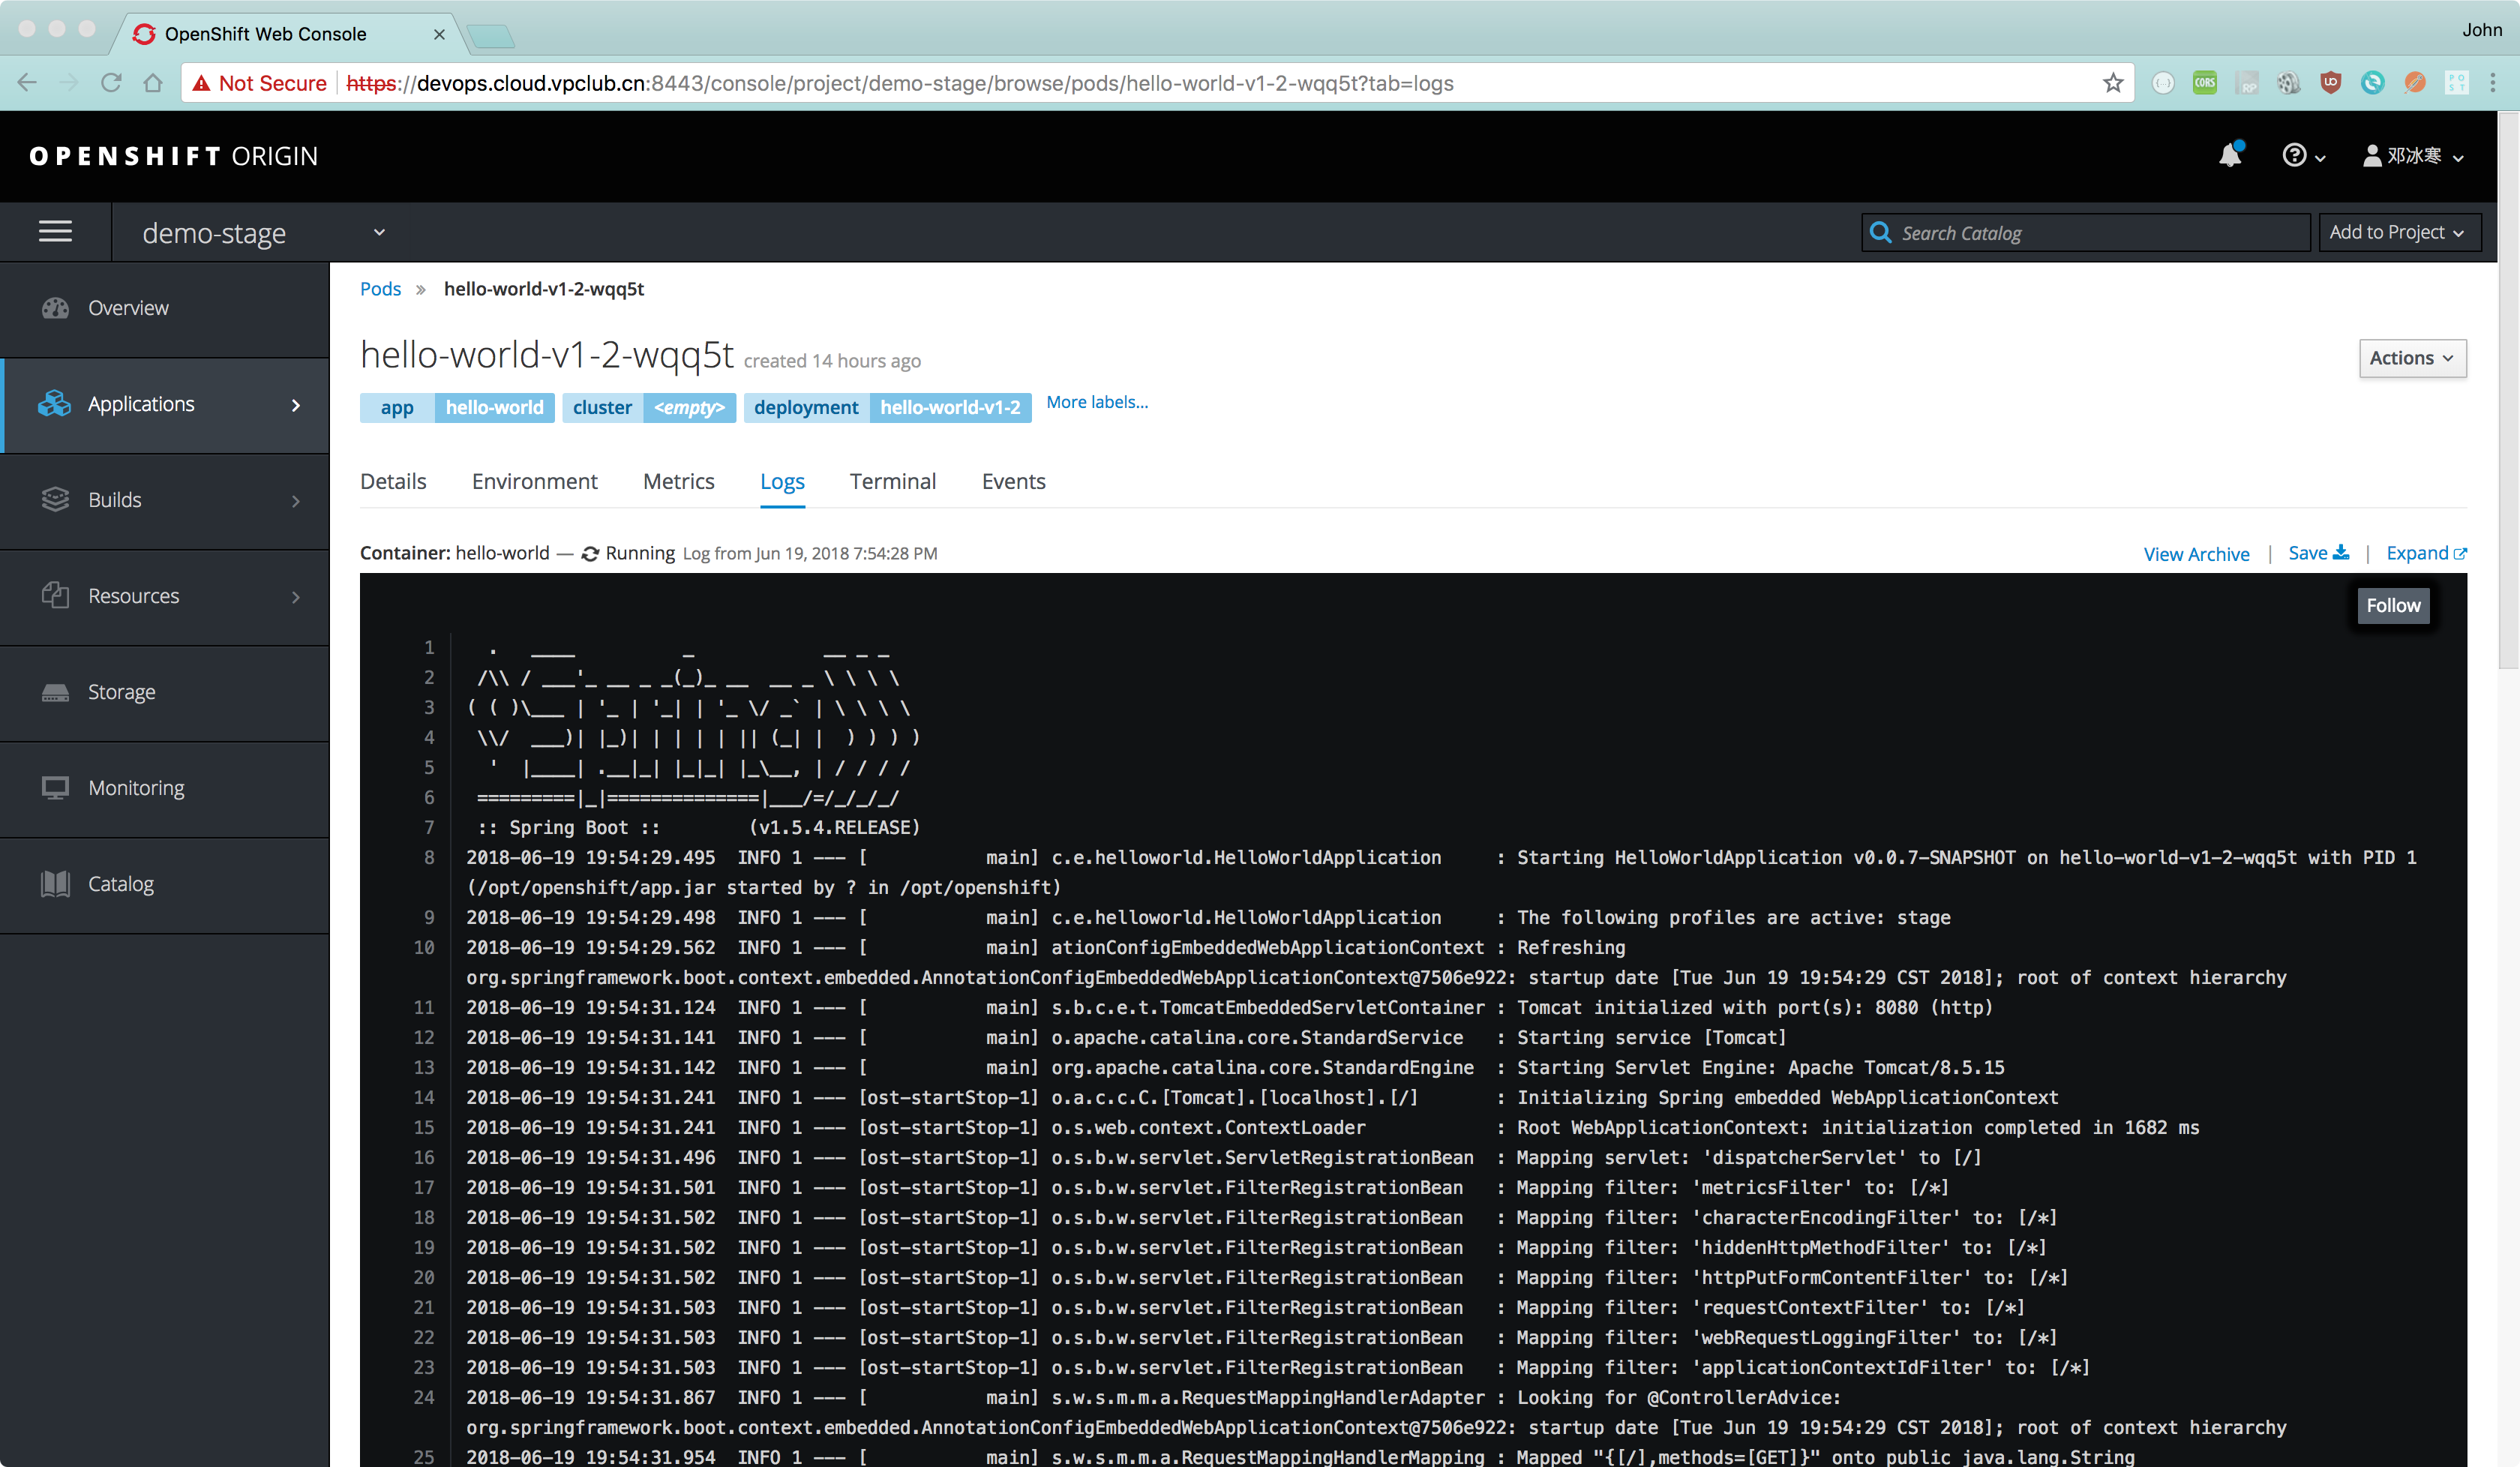 OpenShift Web Console
John
Not Secure https://devops.cloud.vpclub.cn:8443/console/project/demo-stage/browse/pods/hello-world-v1-2-wqq5t?tab=logs
CORS RP UD POST
OPENSHIFT ORIGIN
邓冰寒
demo-stage
Search Catalog
Add to Project
Overview
Applications
Builds
Resources
Storage
Monitoring
Catalog
Pods » hello-world-v1-2-wqq5t
hello-world-v1-2-wqq5t created 14 hours ago
Actions
app hello-world cluster <empty> deployment hello-world-v1-2 More labels...
Details Environment Metrics Logs Terminal Events
Container: hello-world — Running Log from Jun 19, 2018 7:54:28 PM
View Archive | Save | Expand
Follow
1   .   ____          _            __ _ _
2  /\\ / ___'_ __ _ _(_)_ __  __ _ \ \ \ \
3 ( ( )\___ | '_ | '_| | '_ \/ _` | \ \ \ \
4  \\/  ___)| |_)| | | | | || (_| |  ) ) ) )
5   '  |____| .__|_| |_|_| |_\__, | / / / /
6  =========|_|==============|___/=/_/_/_/
7  :: Spring Boot ::        (v1.5.4.RELEASE)
8 2018-06-19 19:54:29.495  INFO 1 --- [           main] c.e.helloworld.HelloWorldApplication     : Starting HelloWorldApplication v0.0.7-SNAPSHOT on hello-world-v1-2-wqq5t with PID 1
(/opt/openshift/app.jar started by ? in /opt/openshift)
9 2018-06-19 19:54:29.498  INFO 1 --- [           main] c.e.helloworld.HelloWorldApplication     : The following profiles are active: stage
10 2018-06-19 19:54:29.562  INFO 1 --- [           main] ationConfigEmbeddedWebApplicationContext : Refreshing
org.springframework.boot.context.embedded.AnnotationConfigEmbeddedWebApplicationContext@7506e922: startup date [Tue Jun 19 19:54:29 CST 2018]; root of context hierarchy
11 2018-06-19 19:54:31.124  INFO 1 --- [           main] s.b.c.e.t.TomcatEmbeddedServletContainer : Tomcat initialized with port(s): 8080 (http)
12 2018-06-19 19:54:31.141  INFO 1 --- [           main] o.apache.catalina.core.StandardService   : Starting service [Tomcat]
13 2018-06-19 19:54:31.142  INFO 1 --- [           main] org.apache.catalina.core.StandardEngine  : Starting Servlet Engine: Apache Tomcat/8.5.15
14 2018-06-19 19:54:31.241  INFO 1 --- [ost-startStop-1] o.a.c.c.C.[Tomcat].[localhost].[/]       : Initializing Spring embedded WebApplicationContext
15 2018-06-19 19:54:31.241  INFO 1 --- [ost-startStop-1] o.s.web.context.ContextLoader            : Root WebApplicationContext: initialization completed in 1682 ms
16 2018-06-19 19:54:31.496  INFO 1 --- [ost-startStop-1] o.s.b.w.servlet.ServletRegistrationBean  : Mapping servlet: 'dispatcherServlet' to [/]
17 2018-06-19 19:54:31.501  INFO 1 --- [ost-startStop-1] o.s.b.w.servlet.FilterRegistrationBean   : Mapping filter: 'metricsFilter' to: [/*]
18 2018-06-19 19:54:31.502  INFO 1 --- [ost-startStop-1] o.s.b.w.servlet.FilterRegistrationBean   : Mapping filter: 'characterEncodingFilter' to: [/*]
19 2018-06-19 19:54:31.502  INFO 1 --- [ost-startStop-1] o.s.b.w.servlet.FilterRegistrationBean   : Mapping filter: 'hiddenHttpMethodFilter' to: [/*]
20 2018-06-19 19:54:31.502  INFO 1 --- [ost-startStop-1] o.s.b.w.servlet.FilterRegistrationBean   : Mapping filter: 'httpPutFormContentFilter' to: [/*]
21 2018-06-19 19:54:31.503  INFO 1 --- [ost-startStop-1] o.s.b.w.servlet.FilterRegistrationBean   : Mapping filter: 'requestContextFilter' to: [/*]
22 2018-06-19 19:54:31.503  INFO 1 --- [ost-startStop-1] o.s.b.w.servlet.FilterRegistrationBean   : Mapping filter: 'webRequestLoggingFilter' to: [/*]
23 2018-06-19 19:54:31.503  INFO 1 --- [ost-startStop-1] o.s.b.w.servlet.FilterRegistrationBean   : Mapping filter: 'applicationContextIdFilter' to: [/*]
24 2018-06-19 19:54:31.867  INFO 1 --- [           main] s.w.s.m.m.a.RequestMappingHandlerAdapter : Looking for @ControllerAdvice:
org.springframework.boot.context.embedded.AnnotationConfigEmbeddedWebApplicationContext@7506e922: startup date [Tue Jun 19 19:54:29 CST 2018]; root of context hierarchy
25 2018-06-19 19:54:31.954  INFO 1 --- [           main] s.w.s.m.m.a.RequestMappingHandlerMapping : Mapped "{[/],methods=[GET]}" onto public java.lang.String